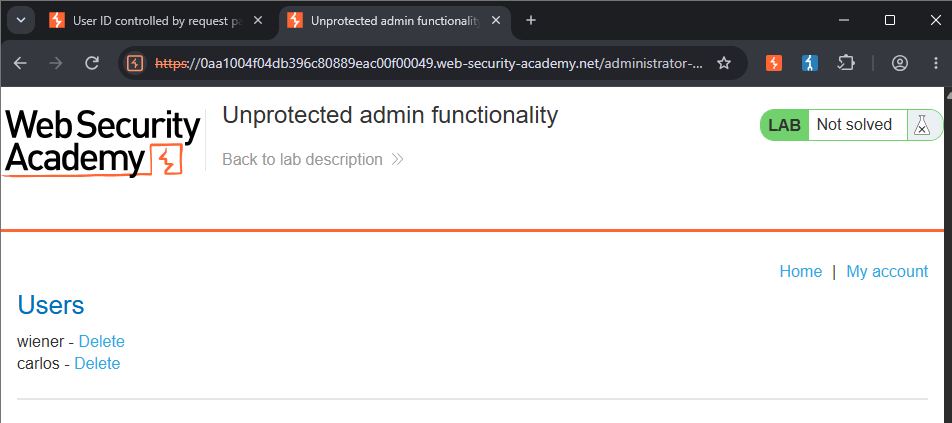 User ID controlled by request pa
Unprotected admin functionality
https://0aa1004f04db396c80889eac00f00049.web-security-academy.net/administrator-...
Web Security
Academy
Unprotected admin functionality
Back to lab description
LAB
Not solved
Home | My account
Users
wiener - Delete
carlos - Delete